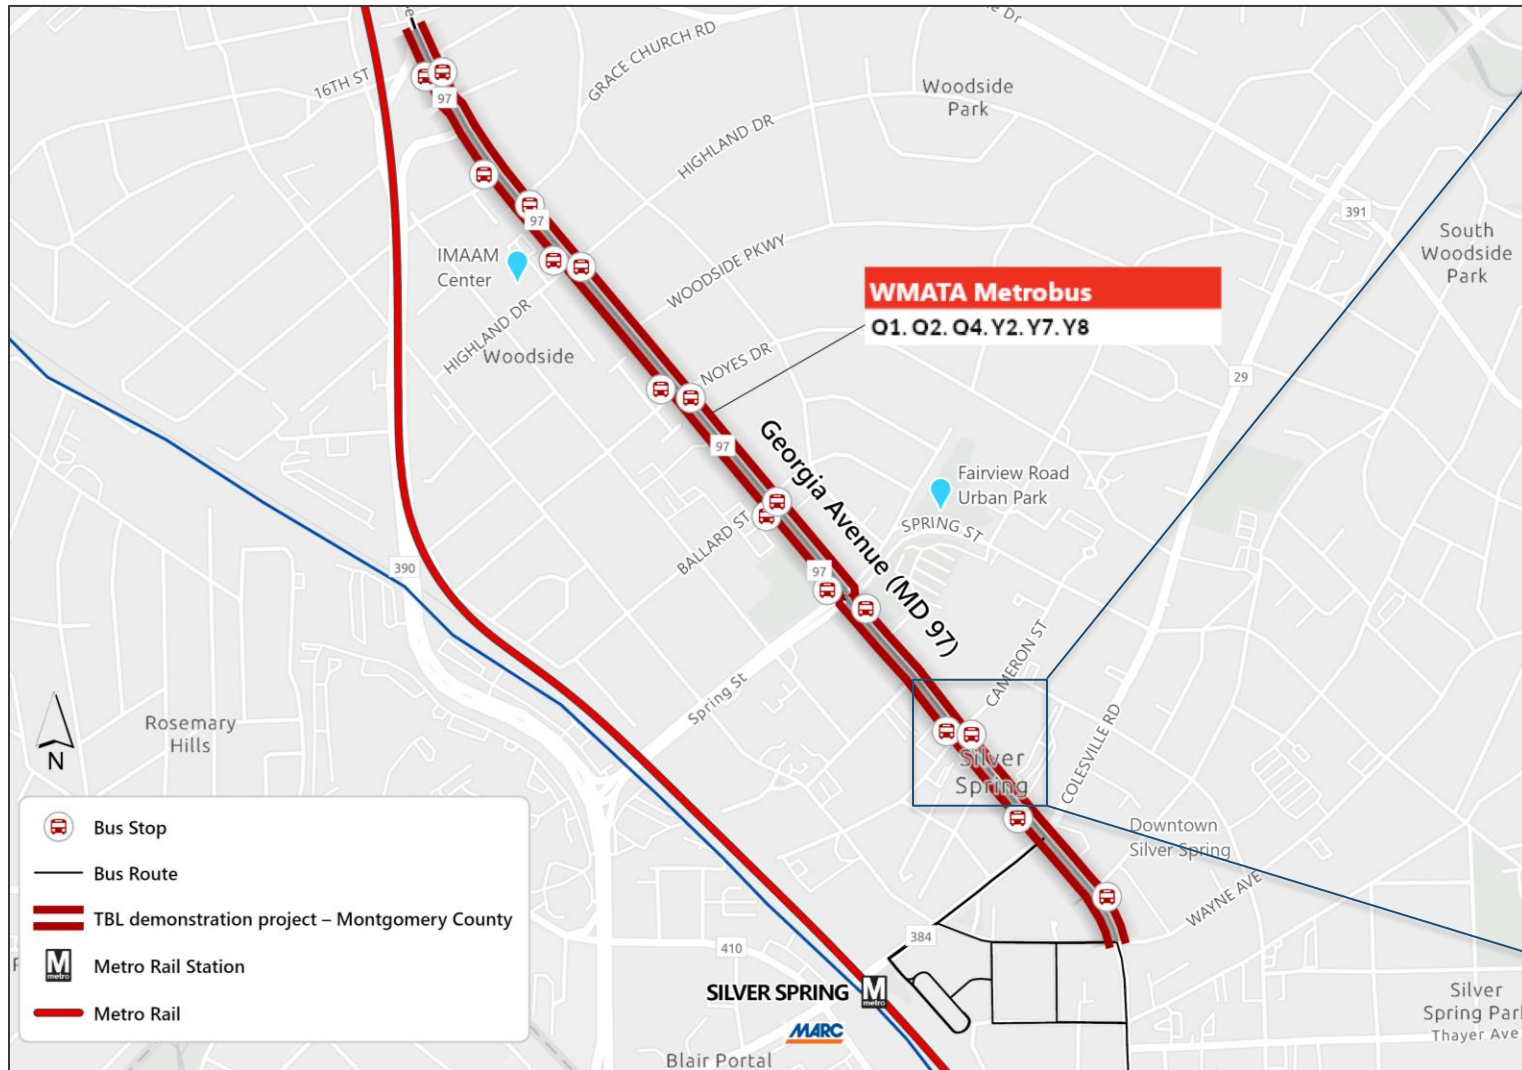 Dr
16TH ST
GRACE CHURCH RD
97
HIGHLAND DR
Woodside
Park
391
97
South
Woodside
Park
IMAAM
Center
WOODSIDE PKWY
WMATA Metrobus
Q1. Q2. Q4. Y2. Y7. Y8
HIGHLAND DR
Woodside
NOYES DR
29
97
Georgia Avenue (MD 97)
Fairview Road
Urban Park
SPRING ST
BALLARD ST
390
97
CAMERON ST
Spring St
Rosemary
Hills
N
Silver
Spring
COLESVILLE RD
Downtown
Silver Spring
WAYNE AVE
Bus Stop
Bus Route
TBL demonstration project – Montgomery County
M
metro
Metro Rail Station
Metro Rail
410
384
SILVER SPRING
M
metro
MARC
Blair Portal
Silver
Spring Park
Thayer Ave